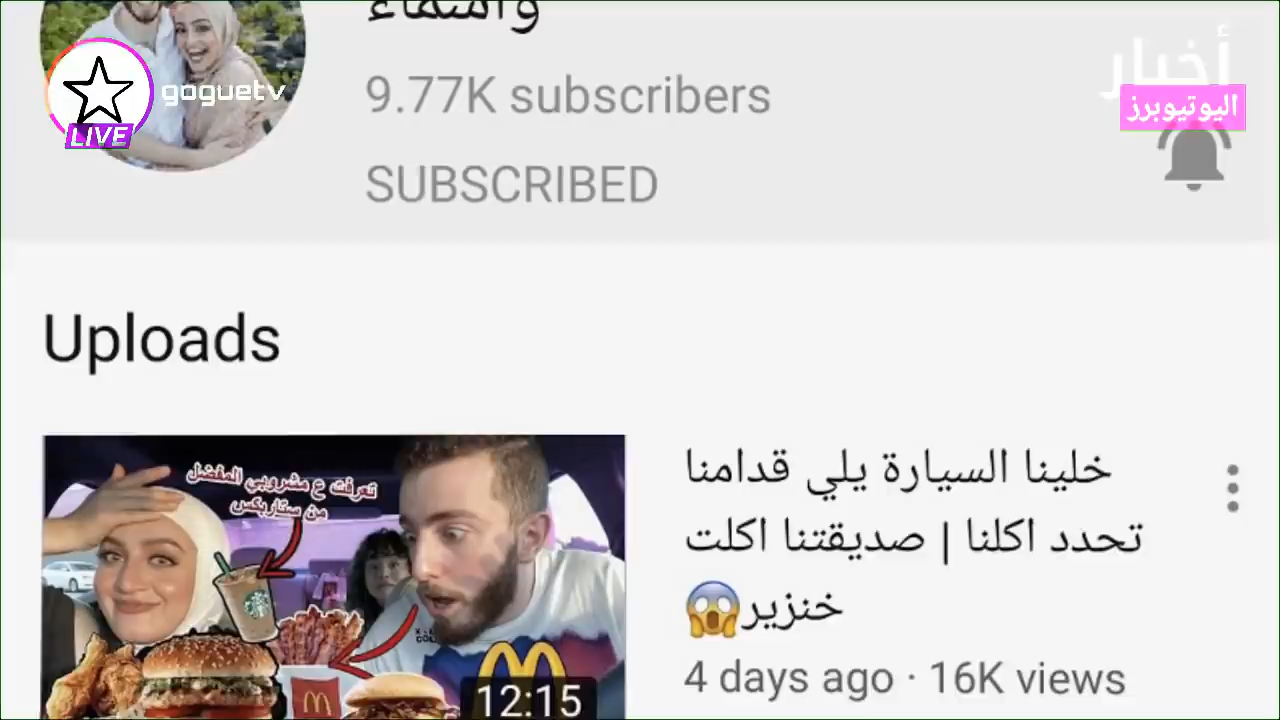 وأسماء
9.77K subscribers
SUBSCRIBED
goguetv
LIVE
أخبار
اليوتيوبرز
Uploads
تعرفت ع مشروبي المفضل
من ستاربكس
12:15
خلينا السيارة يلي قدامنا
تحدد اكلنا | صديقتنا اكلت
خنزير😱
4 days ago · 16K views